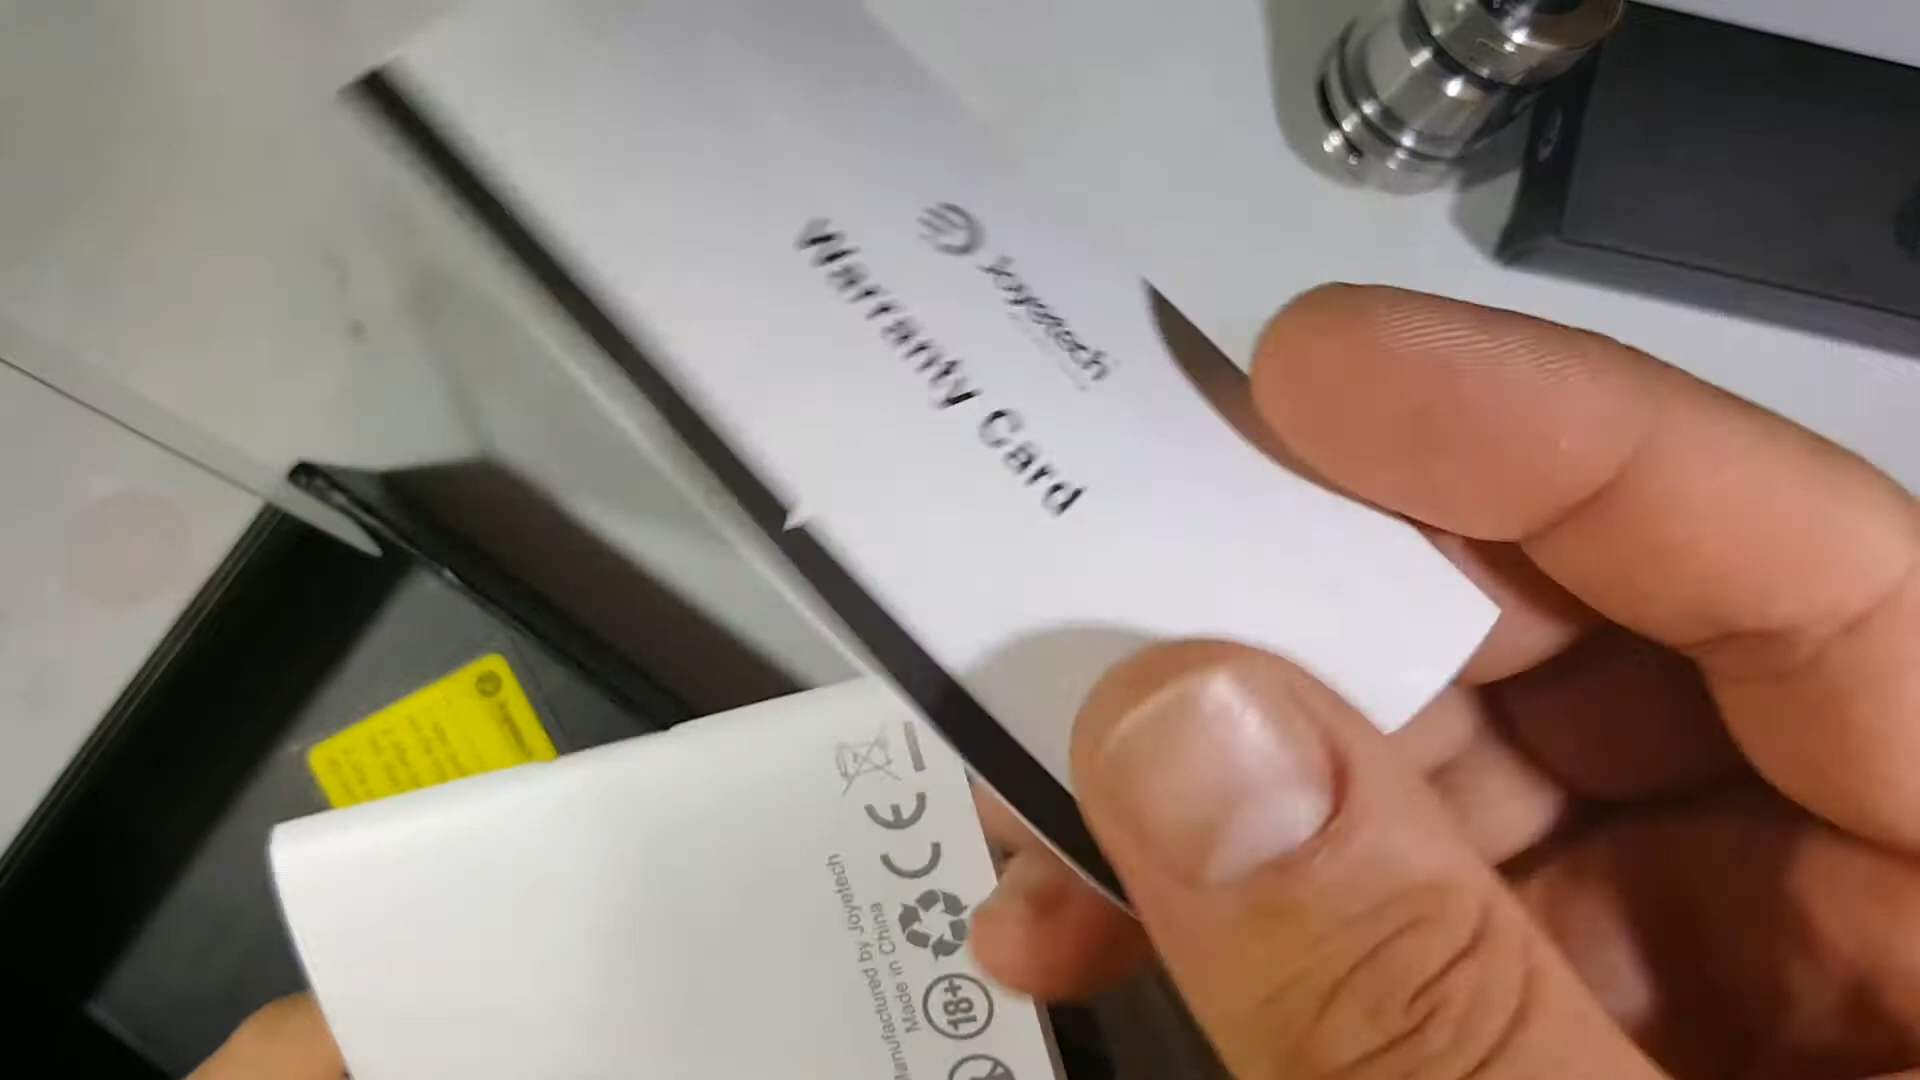 Joyetech
Warranty Card
Manufactured by Joyetech
Made in China
18+